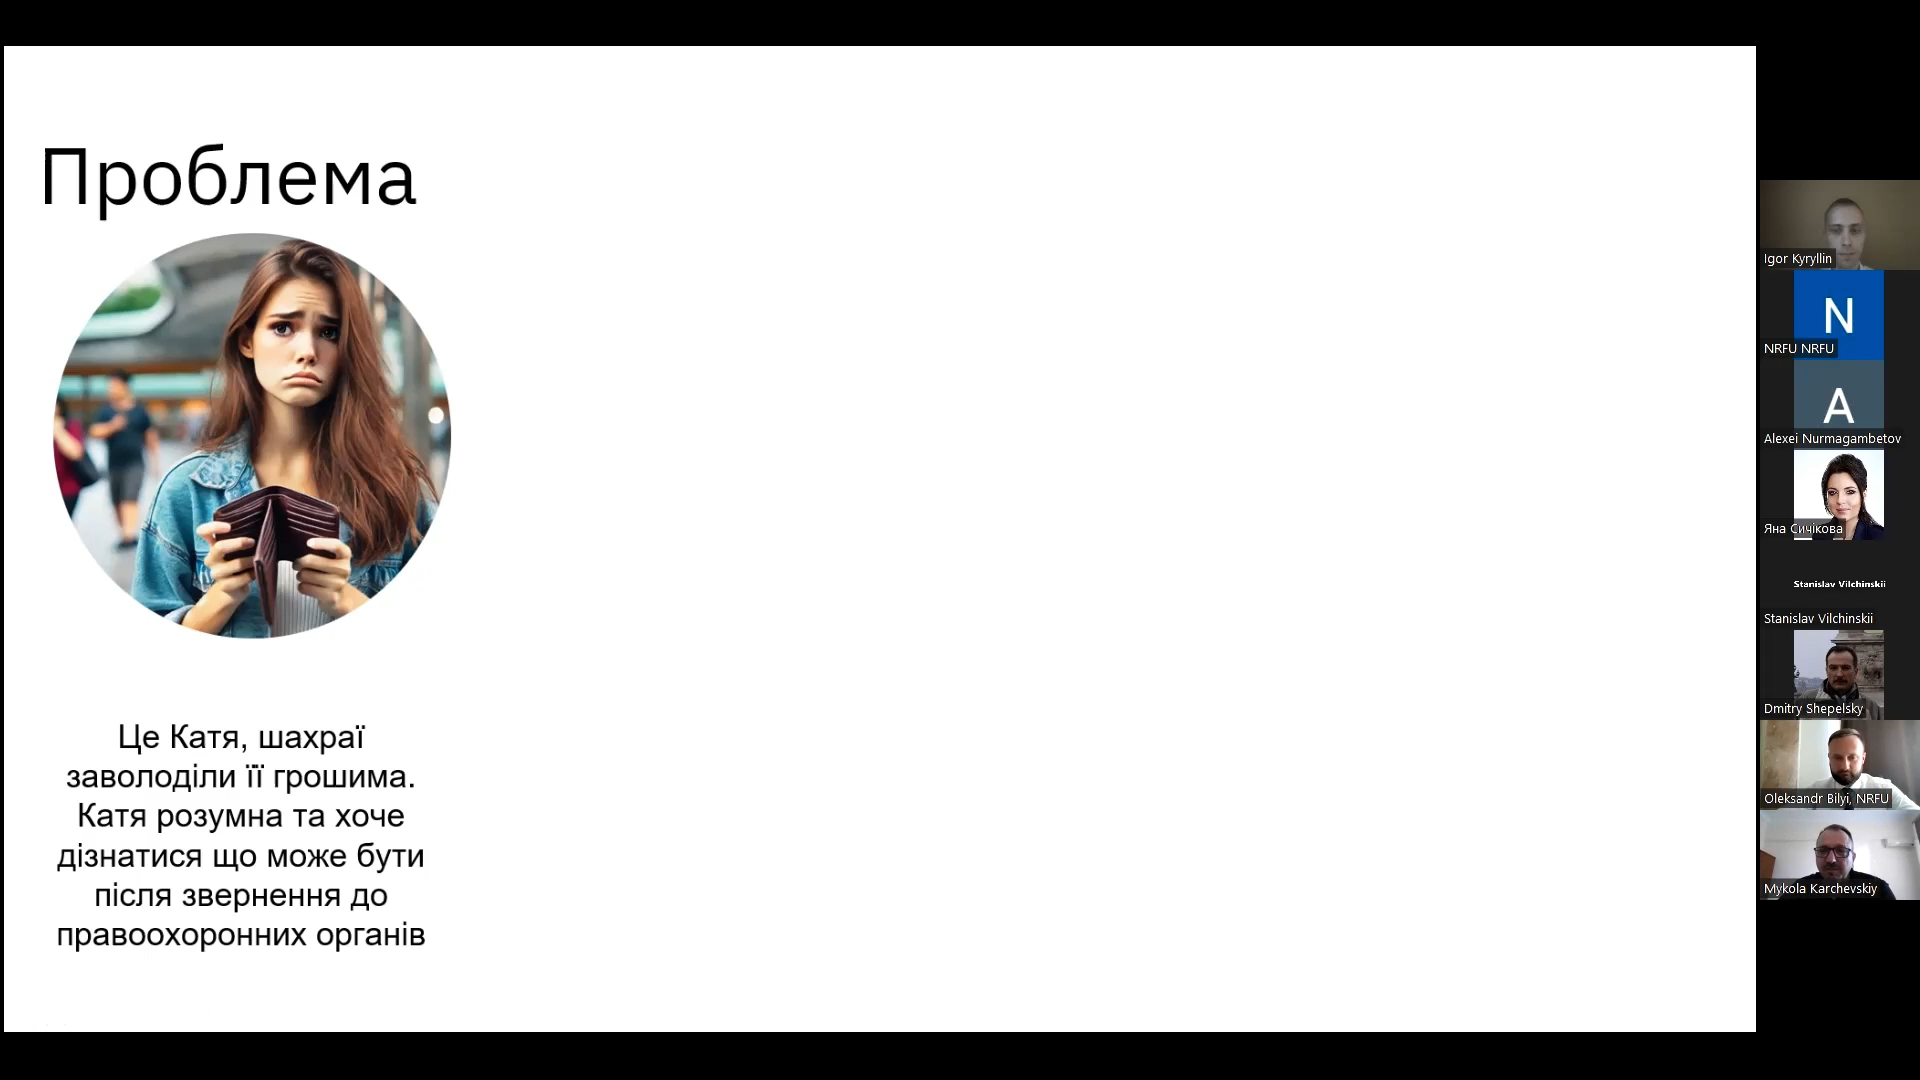 Проблема
Це Катя, шахраї
заволоділи її грошима.
Катя розумна та хоче
дізнатися що може бути
після звернення до
правоохоронних органів
Igor Kyryllin
N
NRFU NRFU
A
Alexei Nurmagambetov
Яна Сичікова
Stanislav Vilchinskii
Stanislav Vilchinskii
Dmitry Shepelsky
Oleksandr Bilyi, NRFU
Mykola Karchevskiy